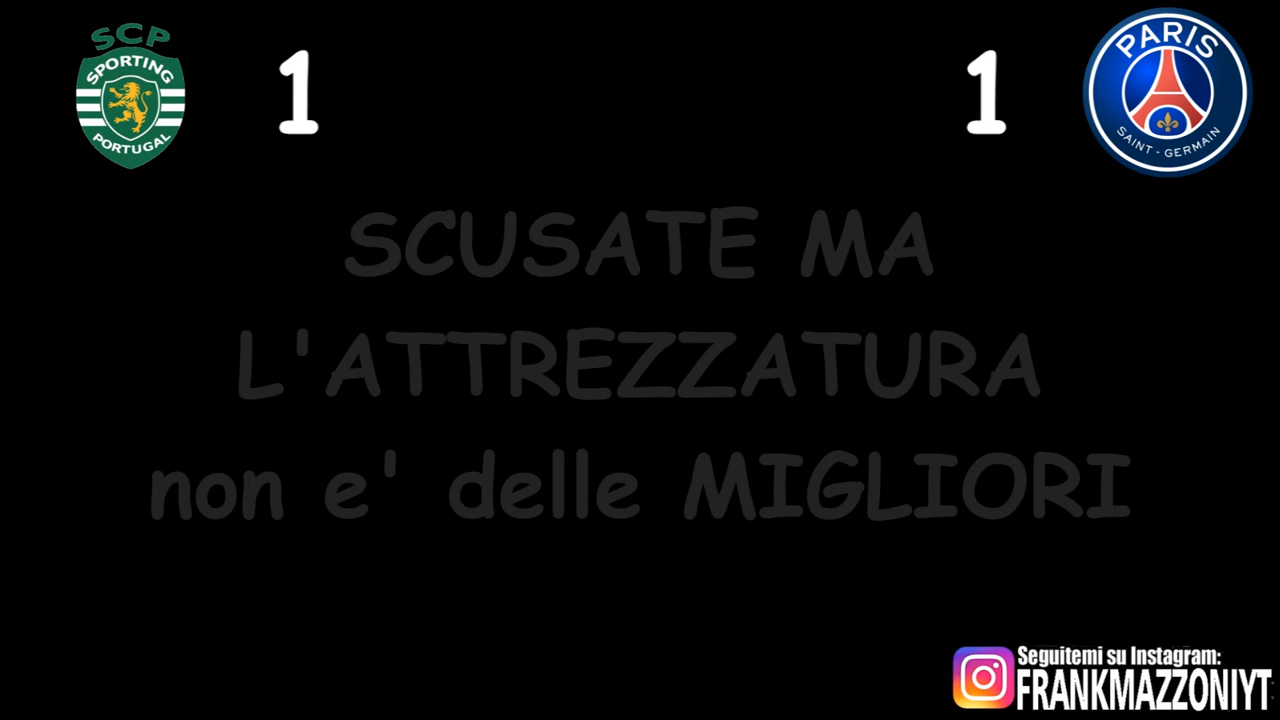 SCP
SPORTING
PORTUGAL
1
1
PARIS
SAINT-GERMAIN
SCUSATE MA
L'ATTREZZATURA
non e' delle MIGLIORI
Seguitemi su Instagram:
FRANKMAZZONIYT